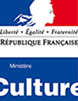 Liberté • Égalité • Fraternité
RÉPUBLIQUE FRANÇAISE
Ministère
Culture